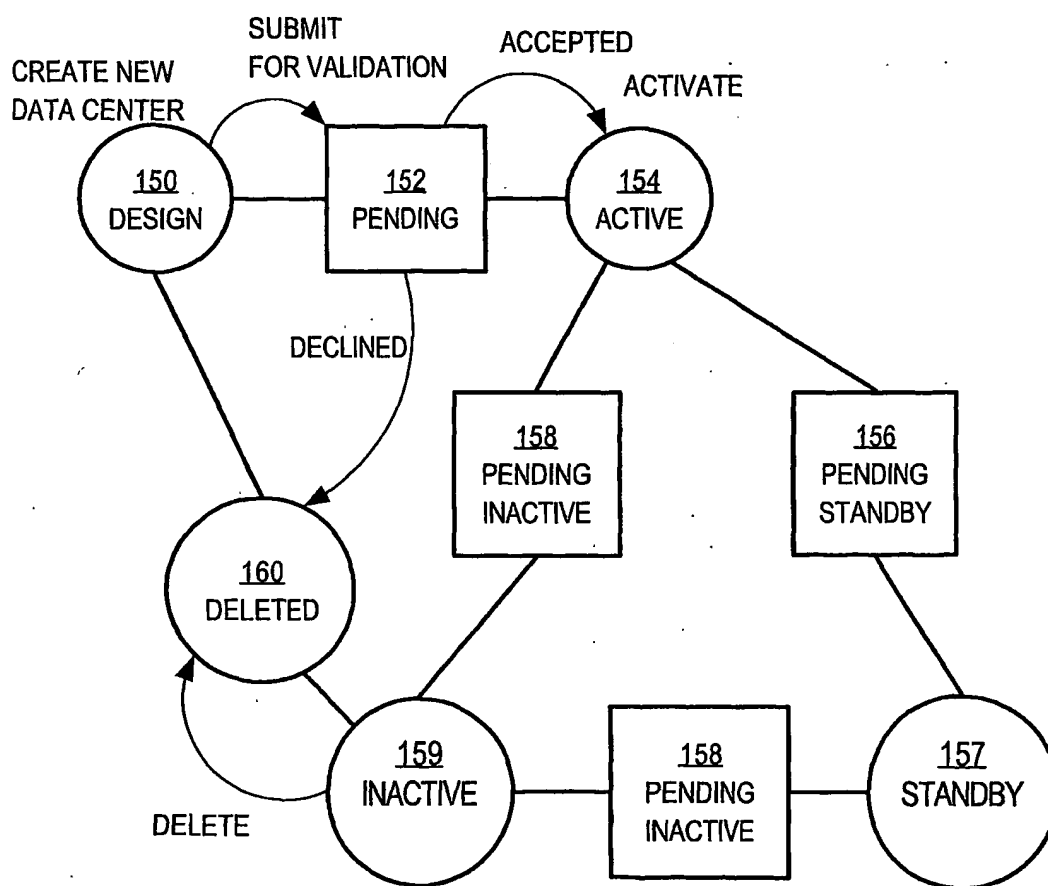 SUBMIT
FOR VALIDATION
ACCEPTED
CREATE NEW
DATA CENTER
ACTIVATE
150
DESIGN
152
PENDING
154
ACTIVE
DECLINED
158
PENDING
INACTIVE
156
PENDING
STANDBY
160
DELETED
159
INACTIVE
158
PENDING
INACTIVE
157
STANDBY
DELETE